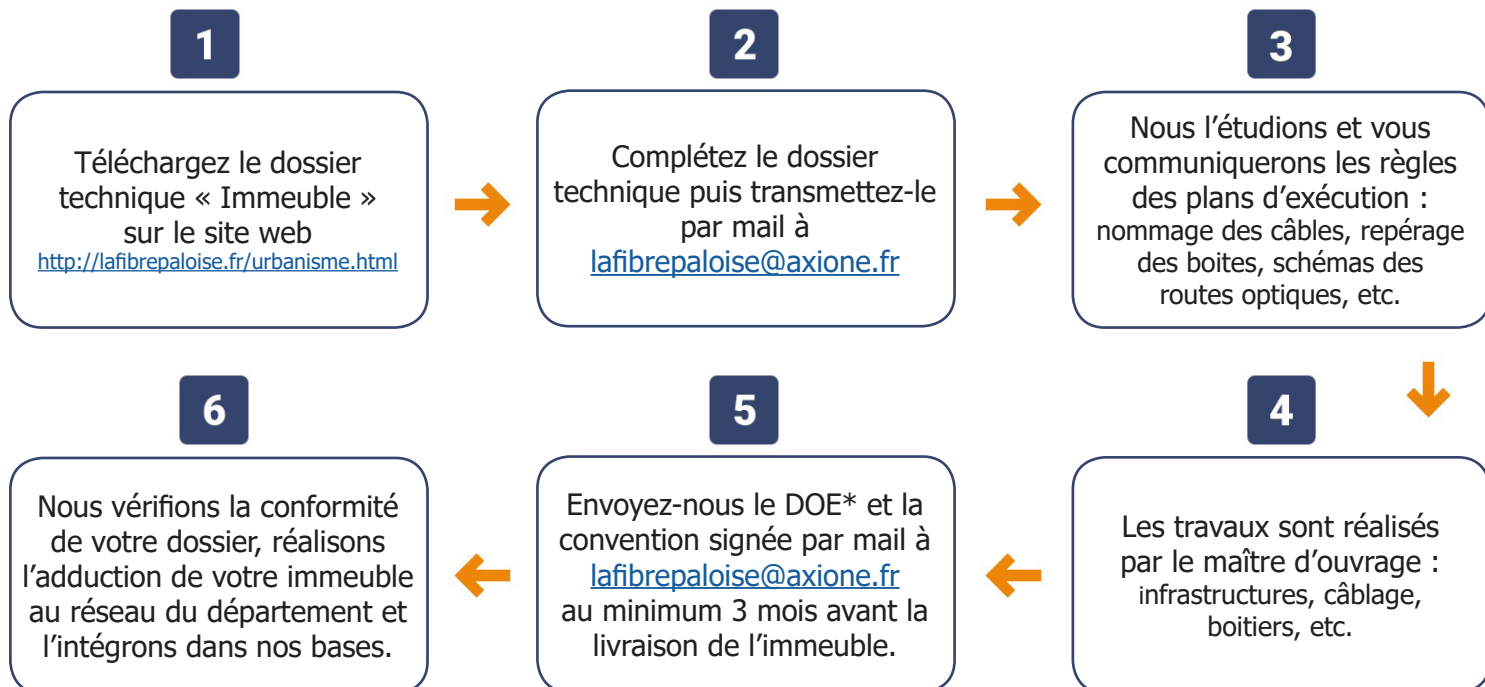 1
Téléchargez le dossier
technique « Immeuble »
sur le site web
http://lafibrepaloise.fr/urbanisme.html
2
Complétez le dossier
technique puis transmettez-le
par mail à
lafibrepaloise@axione.fr
3
Nous l’étudions et vous
communiquerons les règles
des plans d’exécution :
nommage des câbles, repérage
des boites, schémas des
routes optiques, etc.
4
Les travaux sont réalisés
par le maître d’ouvrage :
infrastructures, câblage,
boitiers, etc.
5
Envoyez-nous le DOE* et la
convention signée par mail à
lafibrepaloise@axione.fr
au minimum 3 mois avant la
livraison de l’immeuble.
6
Nous vérifions la conformité
de votre dossier, réalisons
l’adduction de votre immeuble
au réseau du département et
l’intégrons dans nos bases.